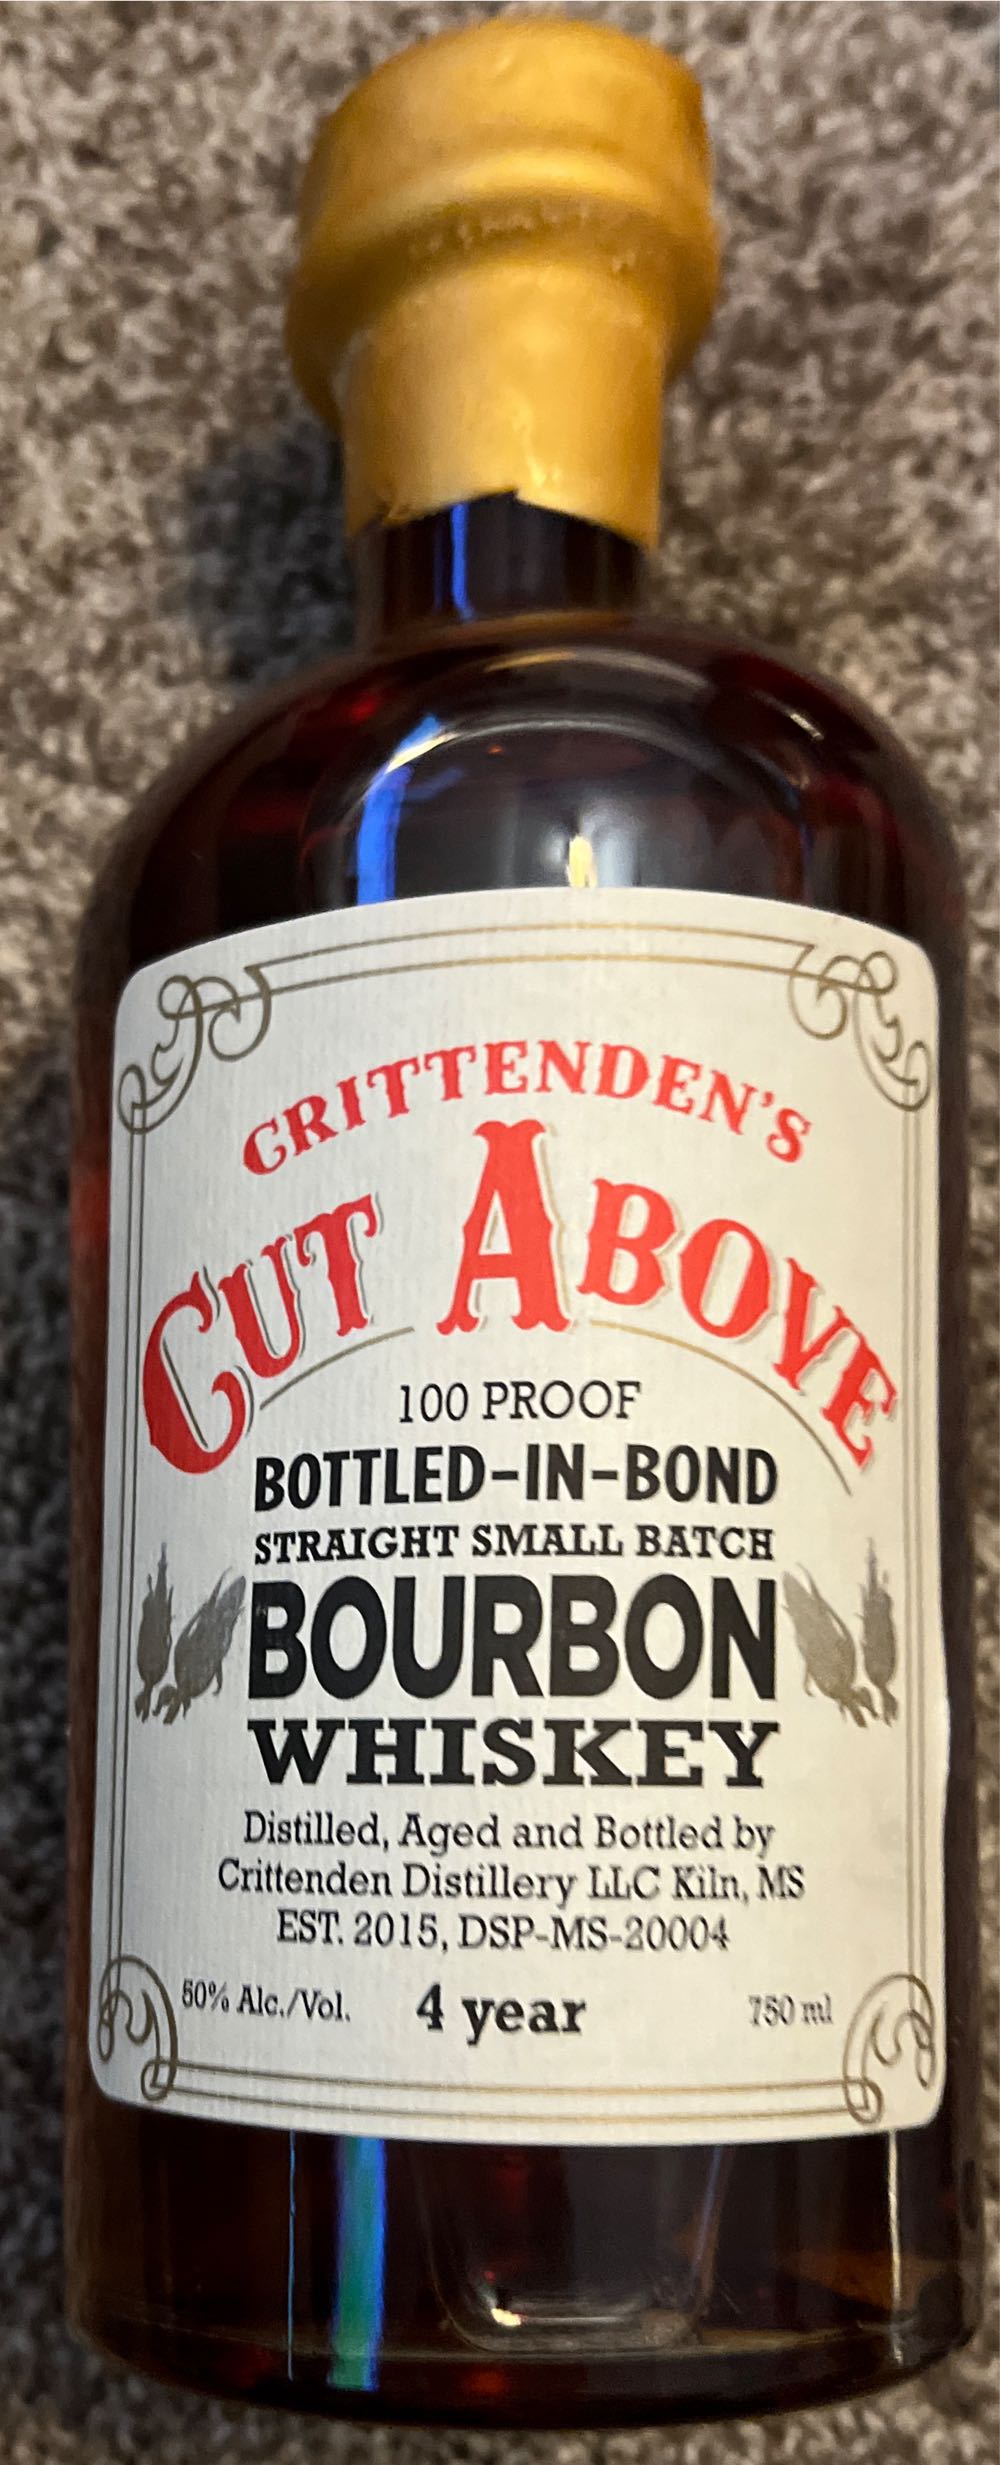 CRITTENDEN'S
CUT ABOVE
100 PROOF
BOTTLED-IN-BOND
STRAIGHT SMALL BATCH
BOURBON
WHISKEY
Distilled, Aged and Bottled by
Crittenden Distillery LLC Kiln, MS
EST. 2015, DSP-MS-20004
50% Alc./Vol. 4 year 750 ml